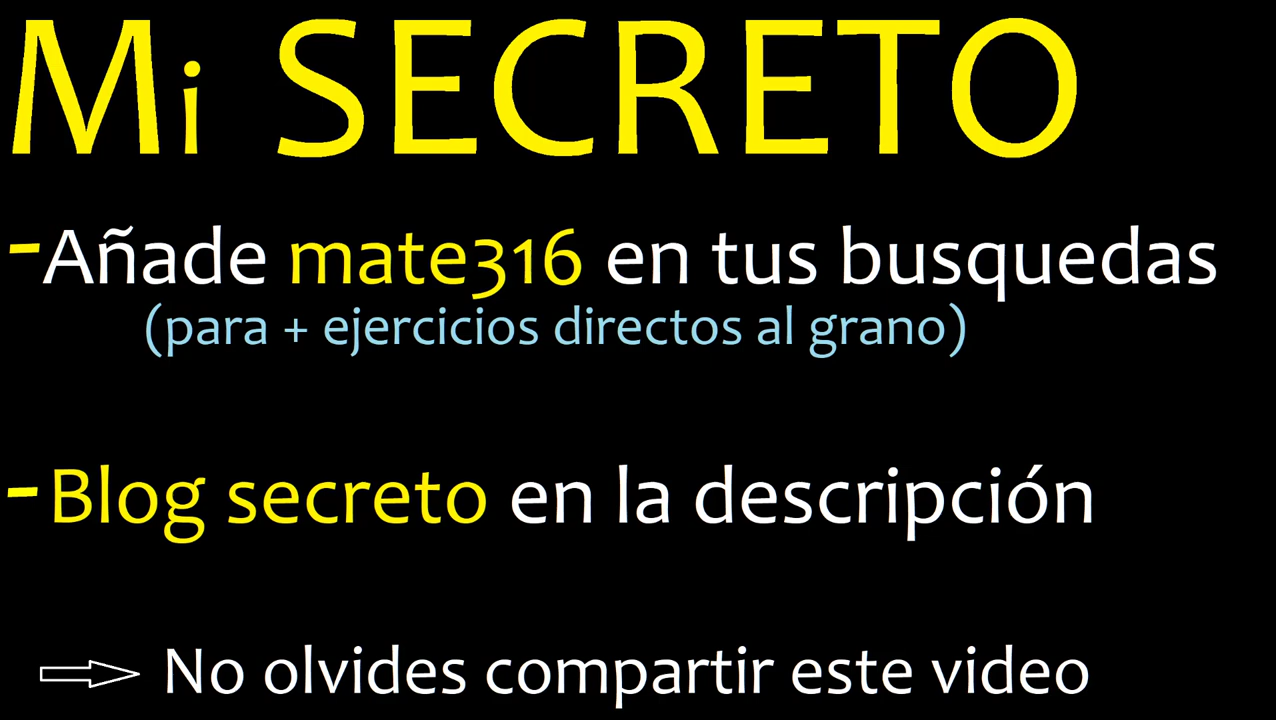 Mi SECRETO
-Añade mate316 en tus busquedas
(para + ejercicios directos al grano)
-Blog secreto en la descripción
No olvides compartir este video